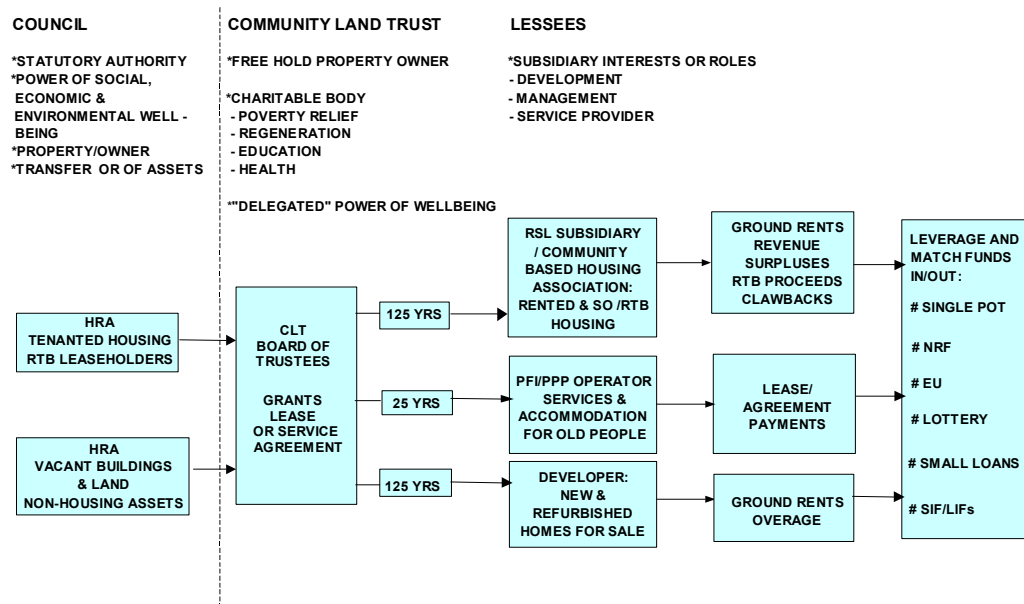 COUNCIL
*STATUTORY AUTHORITY
*POWER OF SOCIAL,
ECONOMIC &
ENVIRONMENTAL WELL -
BEING
*PROPERTY/OWNER
*TRANSFER OR OF ASSETS
COMMUNITY LAND TRUST
*FREE HOLD PROPERTY OWNER
*CHARITABLE BODY
- POVERTY RELIEF
- REGENERATION
- EDUCATION
- HEALTH
*"DELEGATED" POWER OF WELLBEING
LESSEES
*SUBSIDIARY INTERESTS OR ROLES
- DEVELOPMENT
- MANAGEMENT
- SERVICE PROVIDER
HRA
TENANTED HOUSING
RTB LEASEHOLDERS
HRA
VACANT BUILDINGS
& LAND
NON-HOUSING ASSETS
CLT
BOARD OF
TRUSTEES
GRANTS
LEASE
OR SERVICE
AGREEMENT
125 YRS
RSL SUBSIDIARY
/ COMMUNITY
BASED HOUSING
ASSOCIATION:
RENTED & SO /RTB
HOUSING
GROUND RENTS
REVENUE
SURPLUSES
RTB PROCEEDS
CLAWBACKS
25 YRS
PFI/PPP OPERATOR
SERVICES &
ACCOMMODATION
FOR OLD PEOPLE
LEASE/
AGREEMENT
PAYMENTS
125 YRS
DEVELOPER:
NEW &
REFURBISHED
HOMES FOR SALE
GROUND RENTS
OVERAGE
LEVERAGE AND
MATCH FUNDS
IN/OUT:
# SINGLE POT
# NRF
# EU
# LOTTERY
# SMALL LOANS
# SIF/LIFs